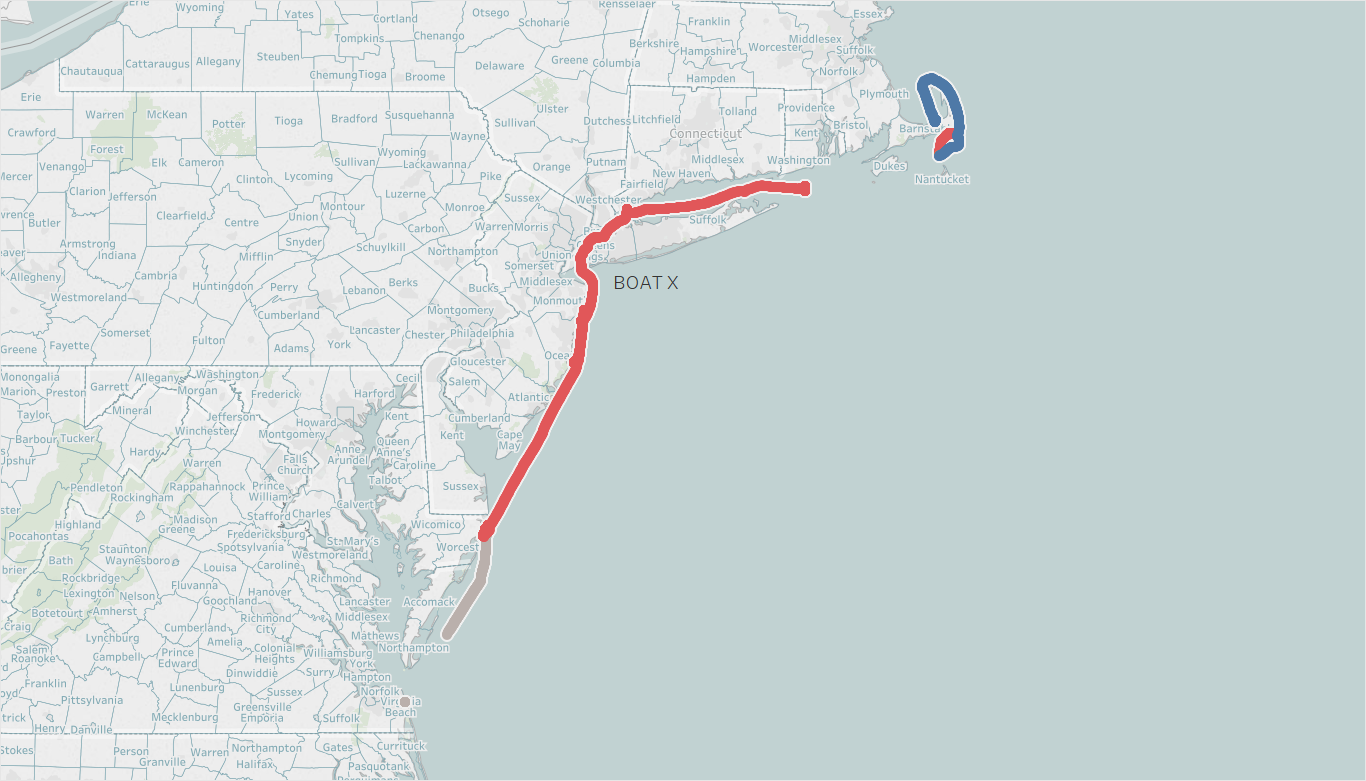 Erie
Wyoming
Yates
Cortland
Otsego
Rensselaer
Schoharie
Franklin
Essex
Tompkins
Chenango
Berkshire
Hampshire
Worcester
Middlesex
Suffolk
Chautauqua
Cattaraugus
Allegany
Steuben
Chemung
Tioga
Broome
Delaware
Greene
Columbia
Hampden
Norfolk
Erie
Warren
McKean
Potter
Tioga
Bradford
Susquehanna
Ulster
Dutchess
Litchfield
Tolland
Providence
Plymouth
Crawford
Forest
Wayne
Sullivan
Connecticut
Kent
Bristol
Venango
Elk
Cameron
Sullivan
Wyoming
Lackawanna
Orange
Putnam
Middlesex
Washington
Dukes
Mercer
Clarion
Jefferson
Clinton
Lycoming
Luzerne
Pike
Sussex
Fairfield
New Haven
Nantucket
Butler
Clearfield
Centre
Union
Montour
Monroe
Westchester
Suffolk
Armstrong
Indiana
Mifflin
Snyder
Schuylkill
Carbon
Northampton
Warren
Morris
Union
Allegheny
Cambria
Huntingdon
Perry
Lebanon
Berks
Bucks
Somerset
Middlesex
BOAT X
Westmoreland
Cumberland
Montgomery
Greene
Fayette
Somerset
Fulton
Adams
York
Lancaster
Chester
Philadelphia
Gloucester
Monongalia
Marion
Preston
Garrett
Allegany
Washington
Morgan
Frederick
Harford
Cecil
Salem
Taylor
Mineral
Jefferson
Howard
Kent
Cumberland
Barbour
Tucker
Winchester
Montgomery
Kent
Cape
May
Upshur
Hardy
Warren
Falls
Church
Anne
Arundel
Queen
Anne's
Caroline
Pendleton
Rappahannock
Prince
William
Talbot
Sussex
Rockingham
Highland
Madison
Greene
Stafford
Charles
Calvert
Wicomico
Pocahontas
Fredericksburg
Staunton
Spotsylvania
St. Mary's
Westmoreland
Bath
Waynesboro
Louisa
Caroline
Rockbridge
Lexington
Nelson
Fluvanna
Goochland
Hanover
Richmond
Accomack
Botetourt
Amherst
Lancaster
Middlesex
Craig
Lynchburg
Cumberland
Richmond
City
Mathews
Northampton
Salem
Roanoke
Campbell
Prince
Edward
Amelia
Colonial
Heights
Williamsburg
York
Franklin
Lunenburg
Dinwiddie
Surry
Hampton
Pittsylvania
Sussex
Norfolk
Beach
Mecklenburg
Greensville
Emporia
Suffolk
Henry
Danville
Stokes
Person
Granville
Warren
Northampton
Halifax
Gates
Currituck
Pasquotank